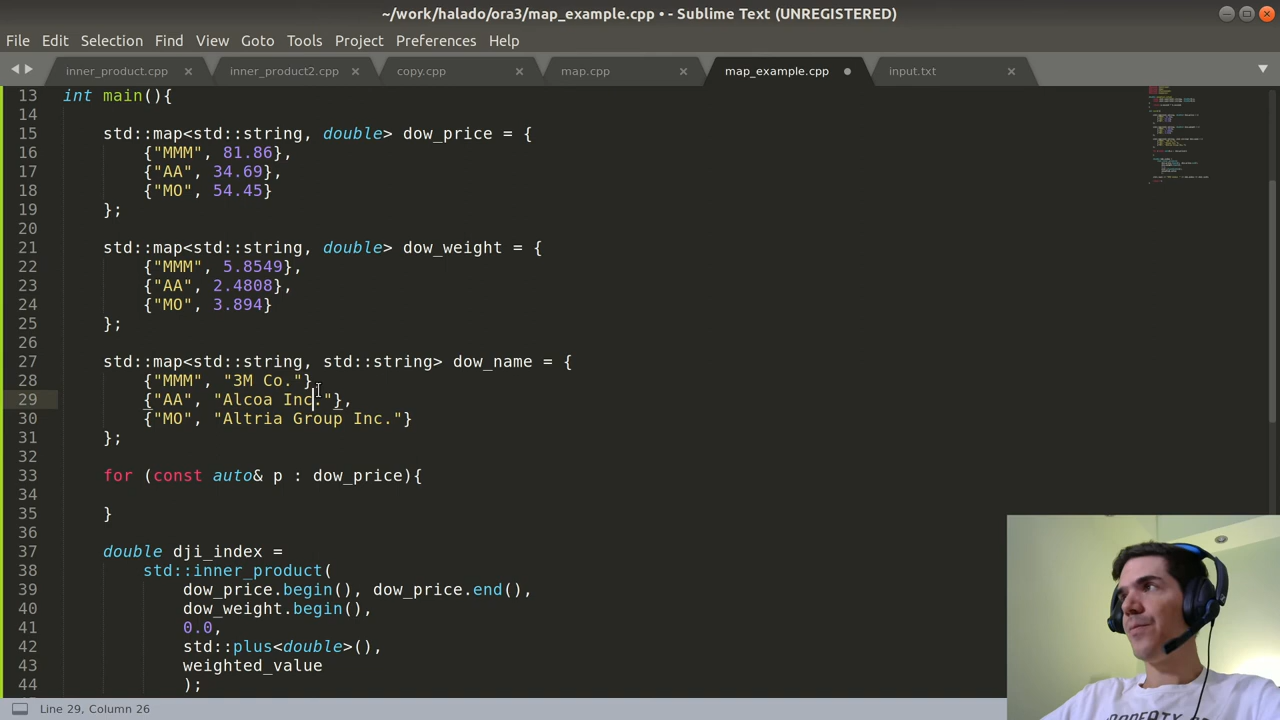 ~/work/halado/ora3/map_example.cpp • - Sublime Text (UNREGISTERED)
File Edit Selection Find View Goto Tools Project Preferences Help
inner_product.cpp inner_product2.cpp copy.cpp map.cpp map_example.cpp input.txt
13 int main(){
14
15 std::map<std::string, double> dow_price = {
16 {"MMM", 81.86},
17 {"AA", 34.69},
18 {"MO", 54.45}
19 };
20
21 std::map<std::string, double> dow_weight = {
22 {"MMM", 5.8549},
23 {"AA", 2.4808},
24 {"MO", 3.894}
25 };
26
27 std::map<std::string, std::string> dow_name = {
28 {"MMM", "3M Co."},
29 {"AA", "Alcoa Inc."},
30 {"MO", "Altria Group Inc."}
31 };
32
33 for (const auto& p : dow_price){
34
35 }
36
37 double dji_index =
38 std::inner_product(
39 dow_price.begin(), dow_price.end(),
40 dow_weight.begin(),
41 0.0,
42 std::plus<double>(),
43 weighted_value
44 );
Line 29, Column 26